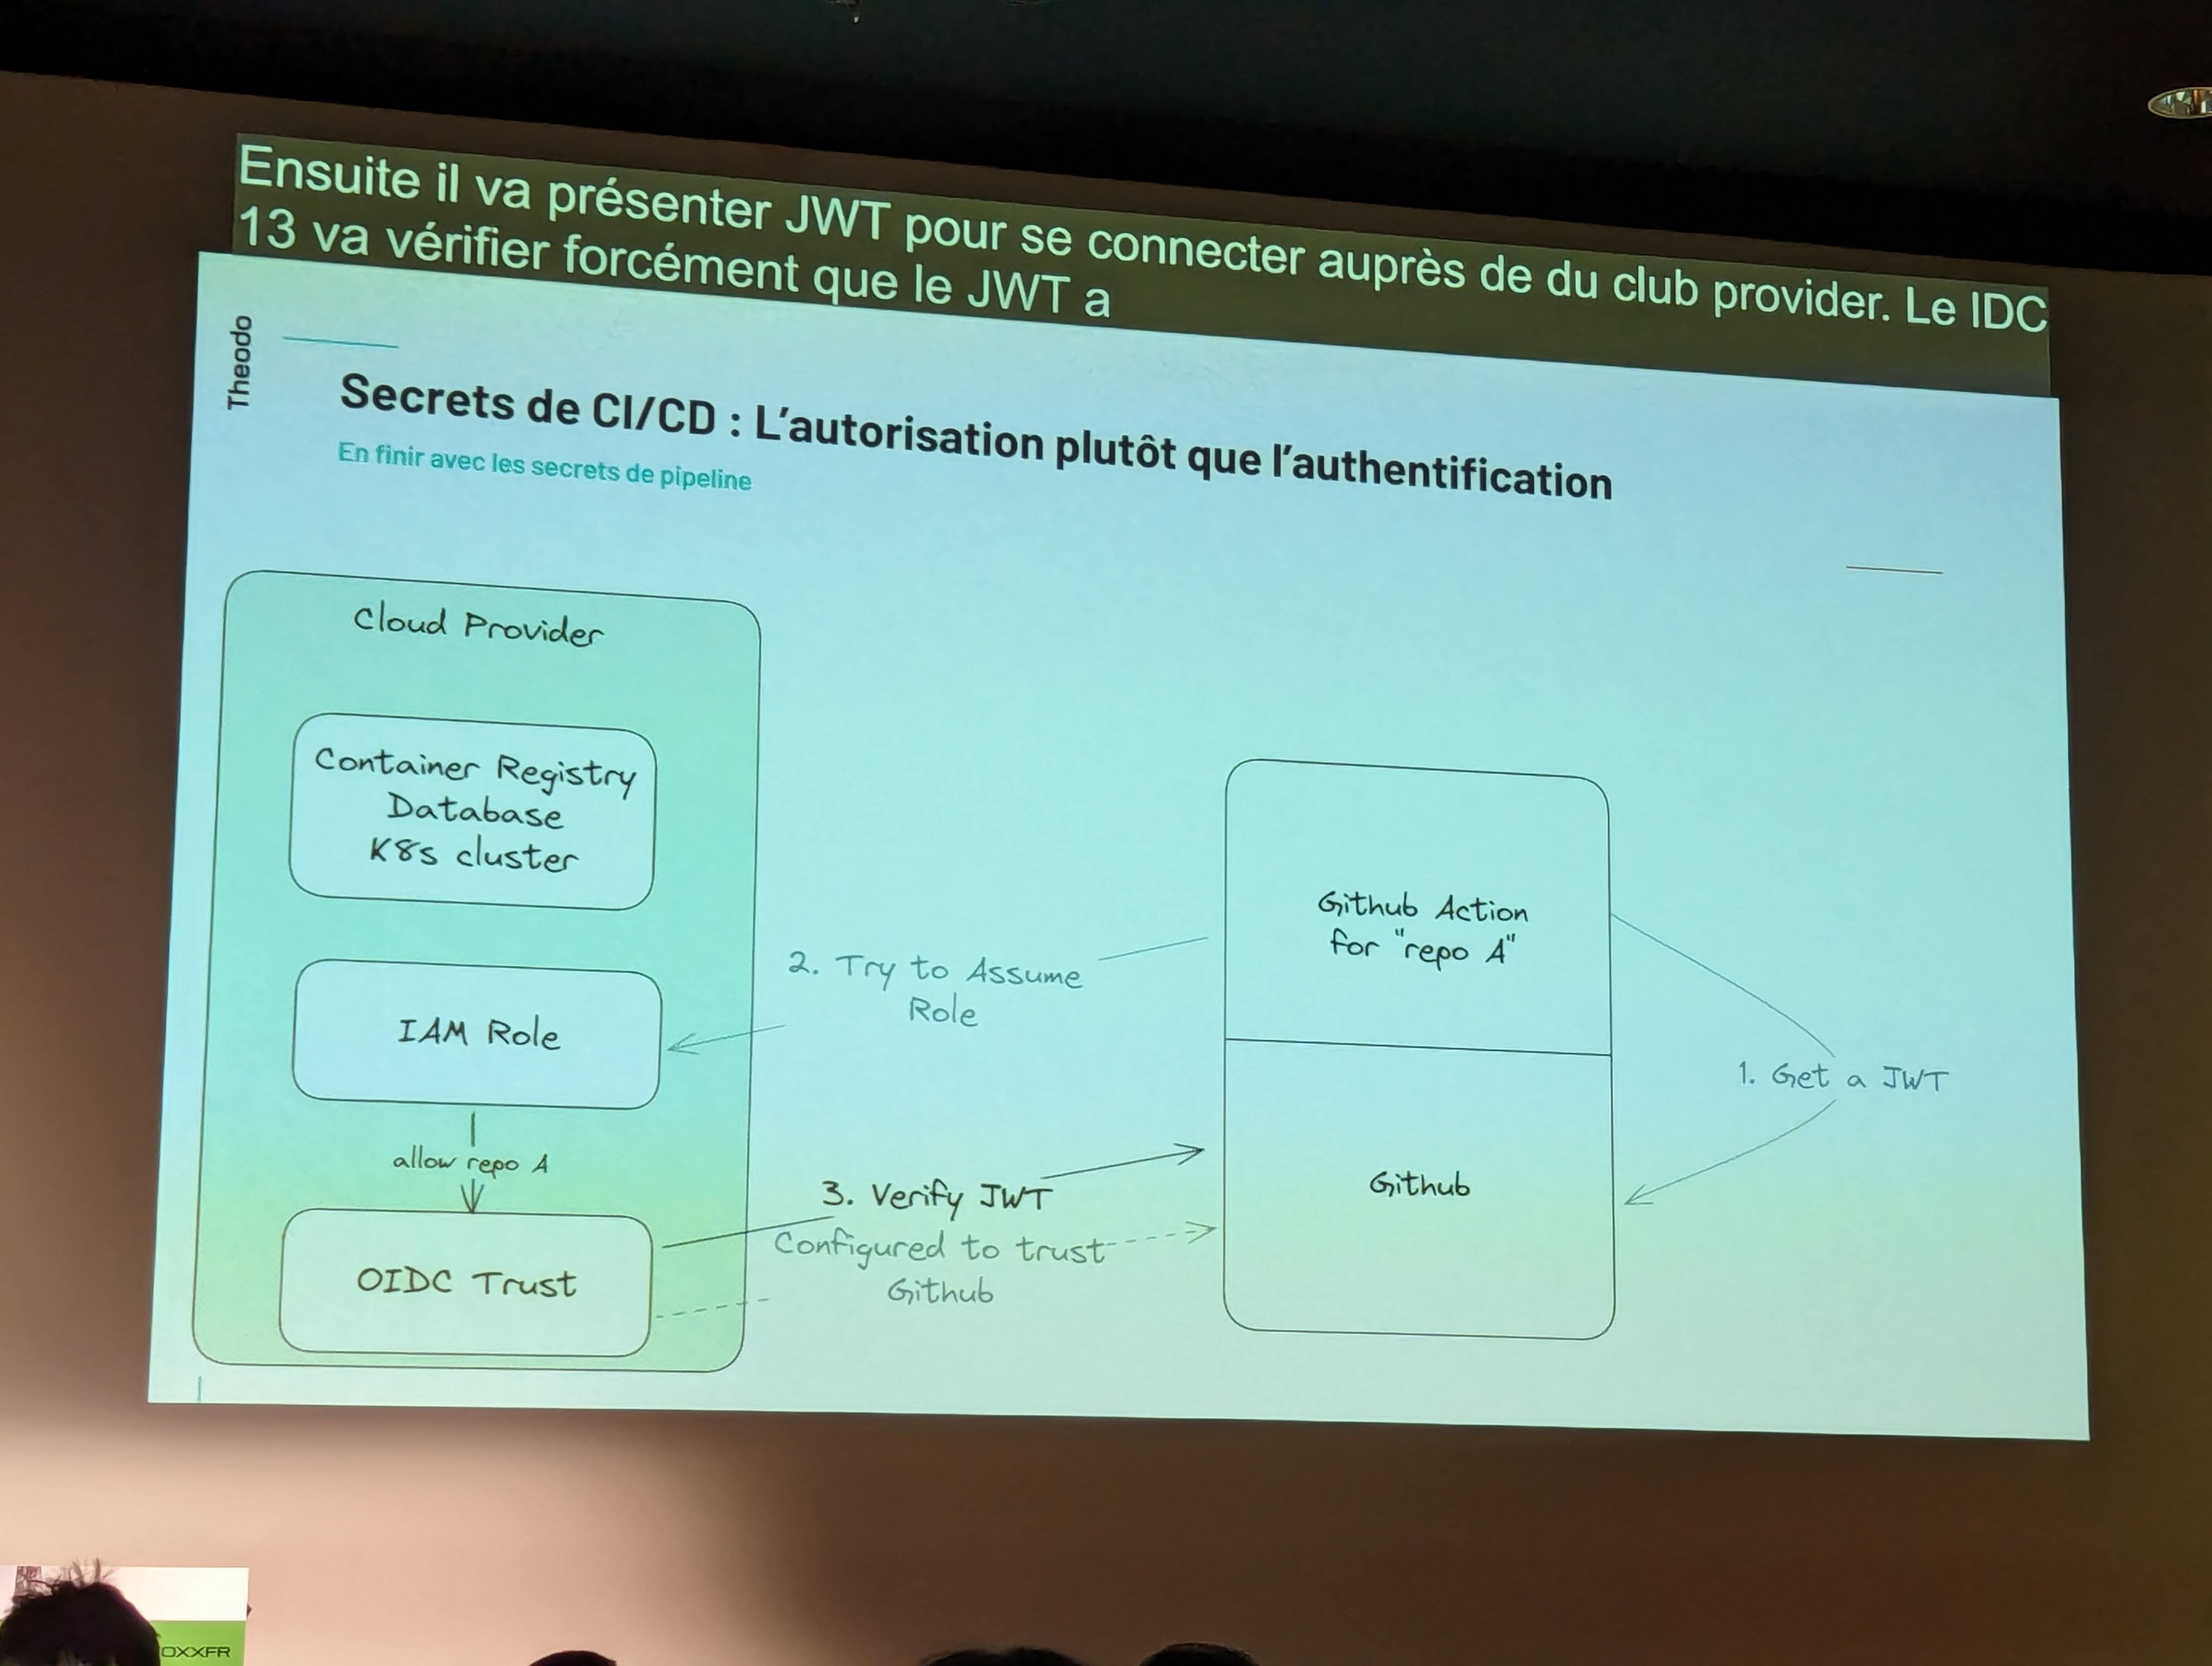 Ensuite il va présenter JWT pour se connecter auprès de du club provider. Le IDC
13 va vérifier forcément que le JWT a
Theodo
Secrets de CI/CD : L'autorisation plutôt que l'authentification
En finir avec les secrets de pipeline
Cloud Provider
Container Registry
Database
K8s cluster
IAM Role
allow repo A
OIDC Trust
2. Try to Assume
Role
3. Verify JWT
Configured to trust
Github
Github Action
for "repo A"
Github
1. Get a JWT
OXXFR